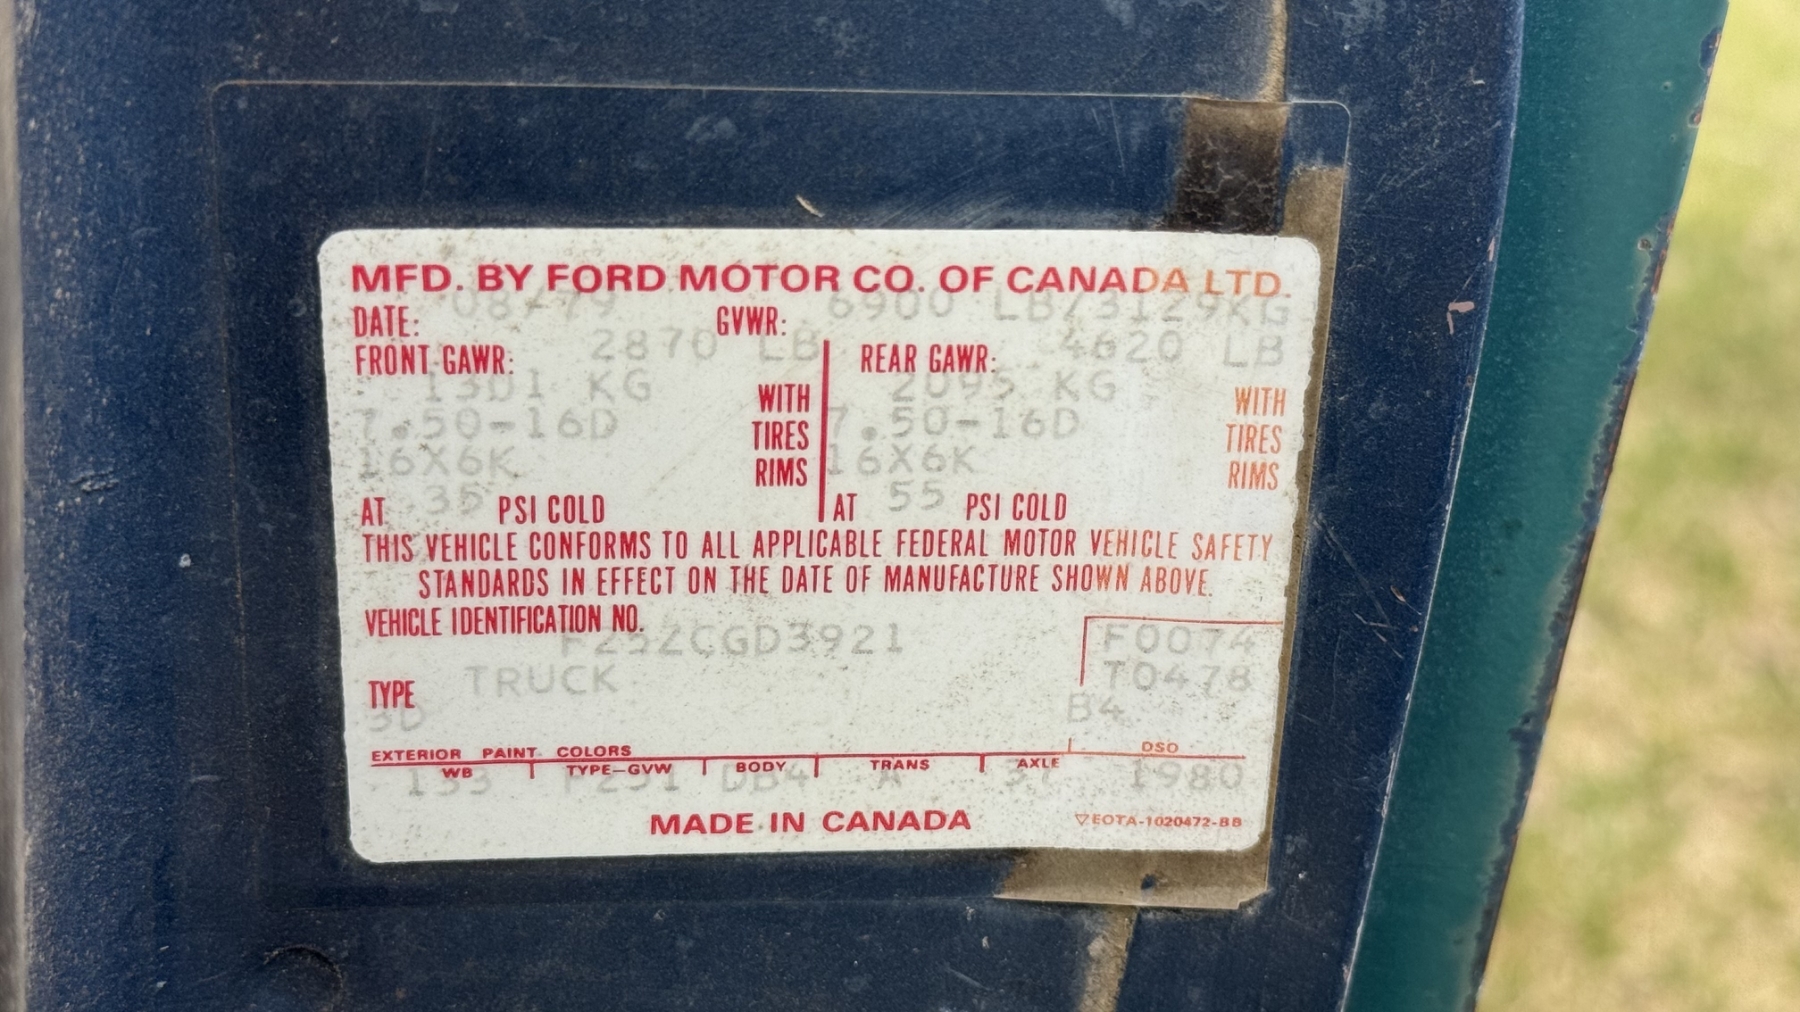 MFD. BY FORD MOTOR CO. OF CANADA LTD.
DATE: 08-79 GVWR: 6900 LB/3129KG
FRONT GAWR: 2870 LB REAR GAWR: 4620 LB
1301 KG WITH 2095 KG WITH
7.50-16D TIRES 7.50-16D TIRES
16X6K RIMS 16X6K RIMS
AT 35 PSI COLD AT 55 PSI COLD
THIS VEHICLE CONFORMS TO ALL APPLICABLE FEDERAL MOTOR VEHICLE SAFETY
STANDARDS IN EFFECT ON THE DATE OF MANUFACTURE SHOWN ABOVE.
VEHICLE IDENTIFICATION NO. F25ZCGD3921 F0074
TYPE TRUCK T0478
3D B4
EXTERIOR PAINT COLORS DSO
WB TYPE-GVW BODY TRANS AXLE
133 F251 DB4 A 37 1980
MADE IN CANADA ▽EOTA-1020472-BB